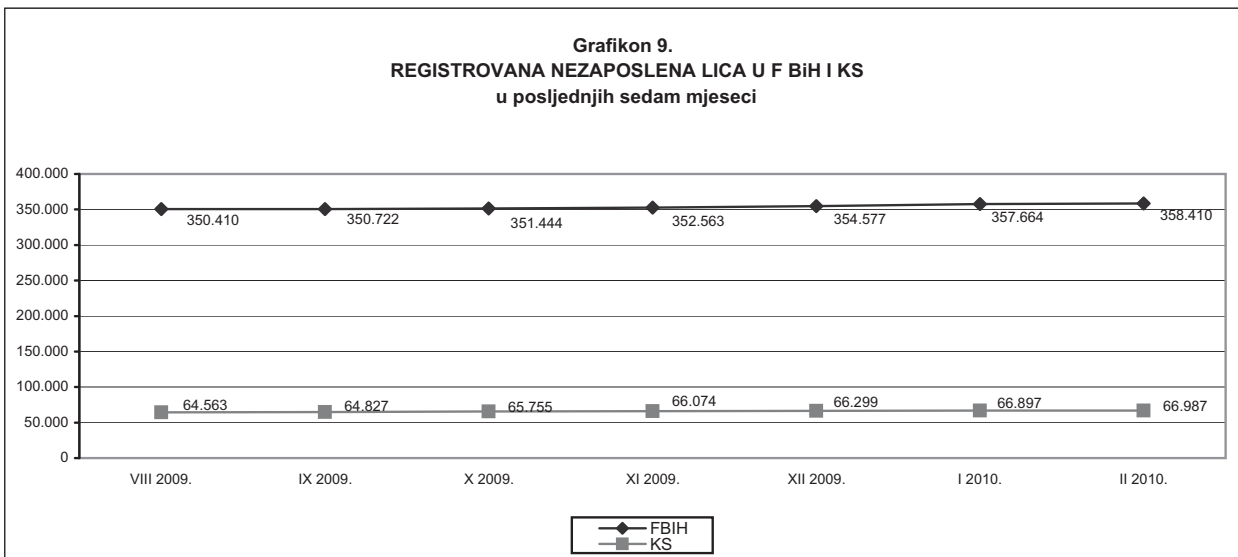 Grafikon 9.
REGISTROVANA NEZAPOSLENA LICA U F BiH I KS
u posljednjih sedam mjeseci
400.000
350.000
350.410 350.722 351.444 352.563 354.577 357.664 358.410
300.000
250.000
200.000
150.000
100.000
64.563 64.827 65.755 66.074 66.299 66.897 66.987
50.000
0
VIII 2009. IX 2009. X 2009. XI 2009. XII 2009. I 2010. II 2010.
FBIH
KS